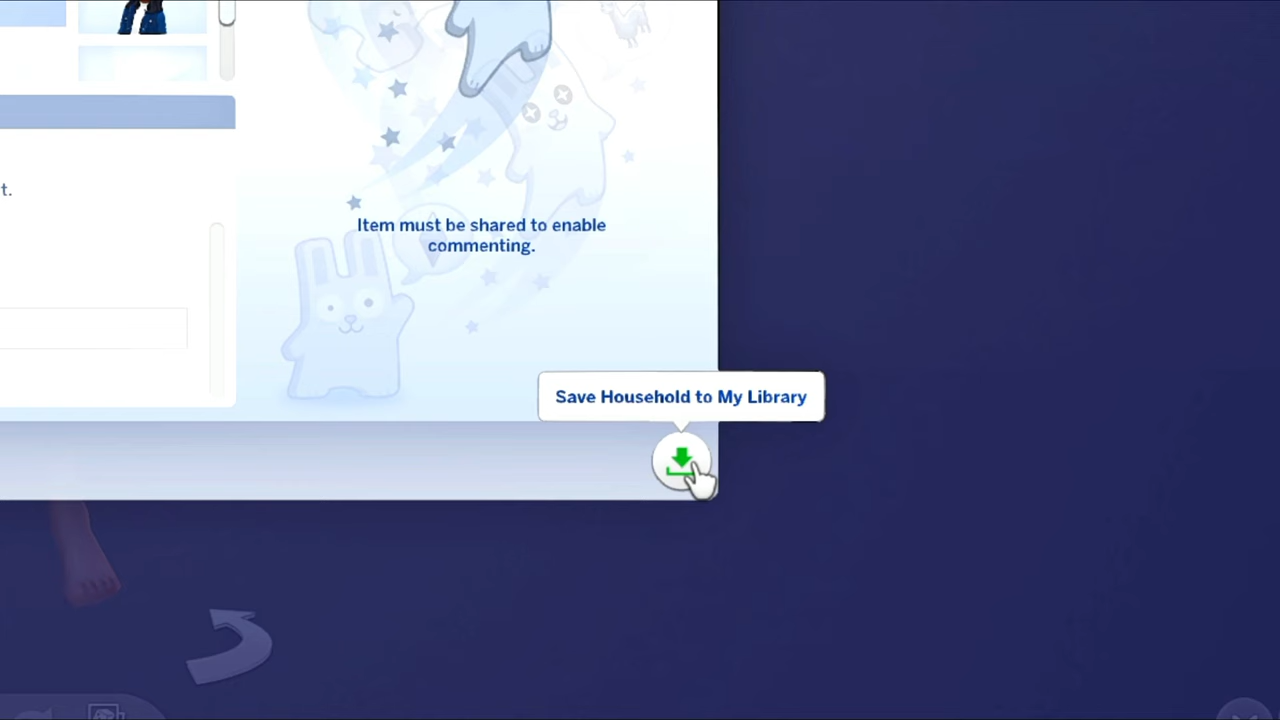 t.
Item must be shared to enable
commenting.
Save Household to My Library